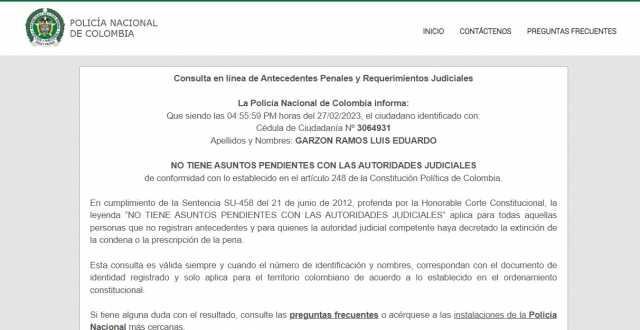 POLICÍA NACIONAL
DE COLOMBIA
INICIO CONTÁCTENOS PREGUNTAS FRECUENTES
Consulta en línea de Antecedentes Penales y Requerimientos Judiciales
La Policía Nacional de Colombia informa:
Que siendo las 04:55:59 PM horas del 27/02/2023, el ciudadano identificado con:
Cédula de Ciudadanía Nº 3064931
Apellidos y Nombres: GARZON RAMOS LUIS EDUARDO
NO TIENE ASUNTOS PENDIENTES CON LAS AUTORIDADES JUDICIALES
de conformidad con lo establecido en el artículo 248 de la Constitución Política de Colombia.
En cumplimiento de la Sentencia SU-458 del 21 de junio de 2012, proferida por la Honorable Corte Constitucional, la
leyenda “NO TIENE ASUNTOS PENDIENTES CON LAS AUTORIDADES JUDICIALES” aplica para todas aquellas
personas que no registran antecedentes y para quienes la autoridad judicial competente haya decretado la extinción de
la condena o la prescripción de la pena.
Esta consulta es válida siempre y cuando el número de identificación y nombres, correspondan con el documento de
identidad registrado y solo aplica para el territorio colombiano de acuerdo a lo establecido en el ordenamiento
constitucional.
Si tiene alguna duda con el resultado, consulte las preguntas frecuentes o acérquese a las instalaciones de la Policía
Nacional más cercanas.